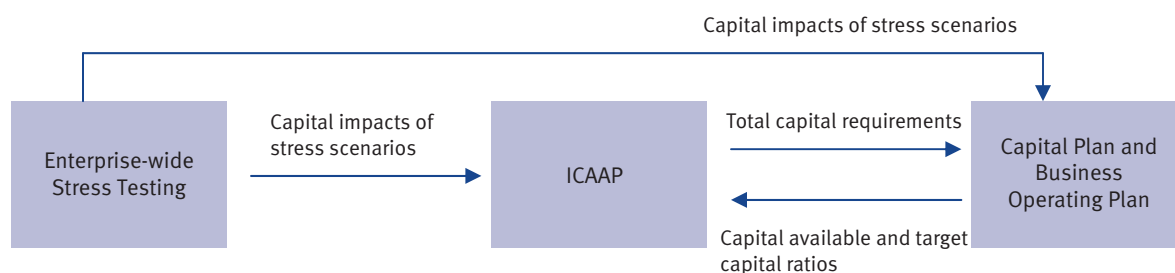 Capital impacts of stress scenarios
Enterprise-wide
Stress Testing
Capital impacts of
stress scenarios
ICAAP
Total capital requirements
Capital available and target
capital ratios
Capital Plan and
Business
Operating Plan